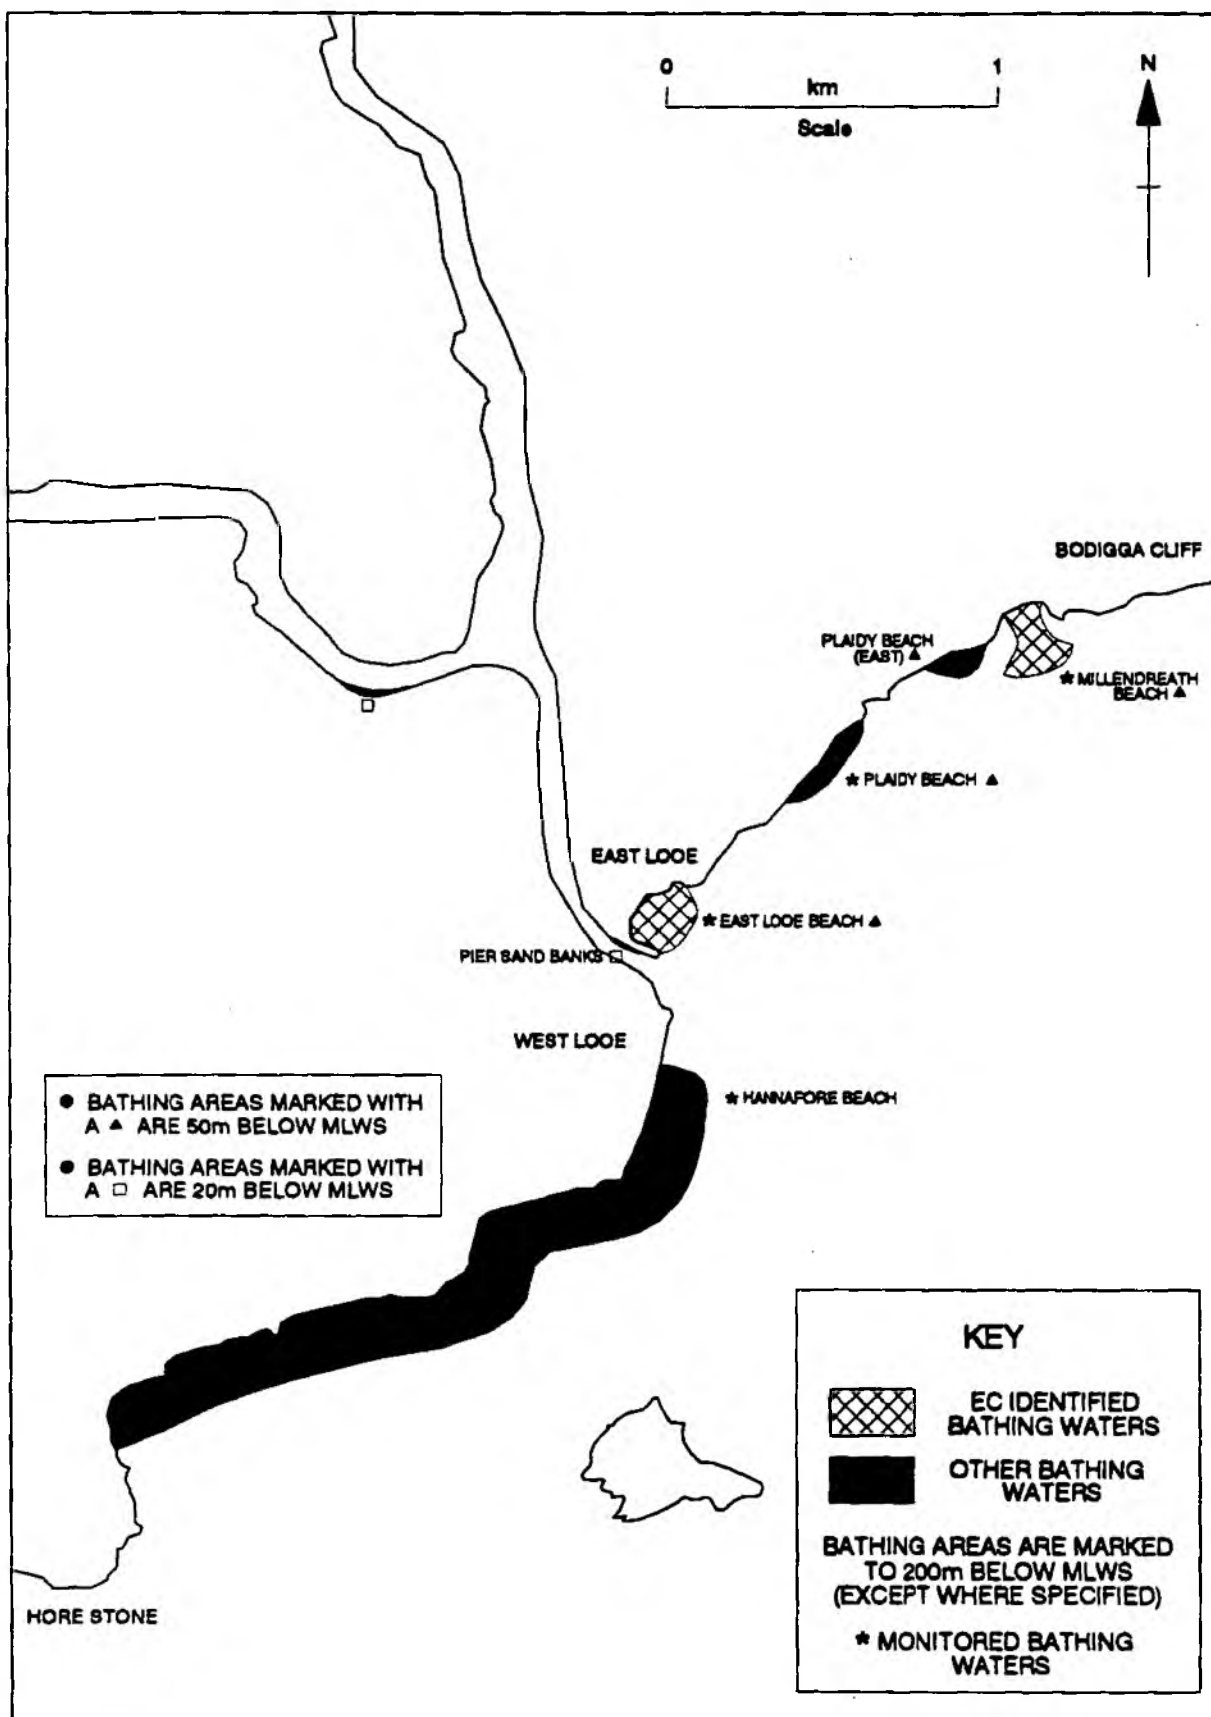 0 1
km
Scale
N
BODIGGA CLIFF
PLAIDY BEACH
(EAST) ▲
★ MILLENDREATH
BEACH ▲
★ PLAIDY BEACH ▲
EAST LOOE
★ EAST LOOE BEACH ▲
PIER SAND BANKS □
WEST LOOE
★ HANNAFORE BEACH
● BATHING AREAS MARKED WITH
A ▲ ARE 50m BELOW MLWS
● BATHING AREAS MARKED WITH
A □ ARE 20m BELOW MLWS
HORE STONE
KEY
EC IDENTIFIED
BATHING WATERS
OTHER BATHING
WATERS
BATHING AREAS ARE MARKED
TO 200m BELOW MLWS
(EXCEPT WHERE SPECIFIED)
★ MONITORED BATHING
WATERS